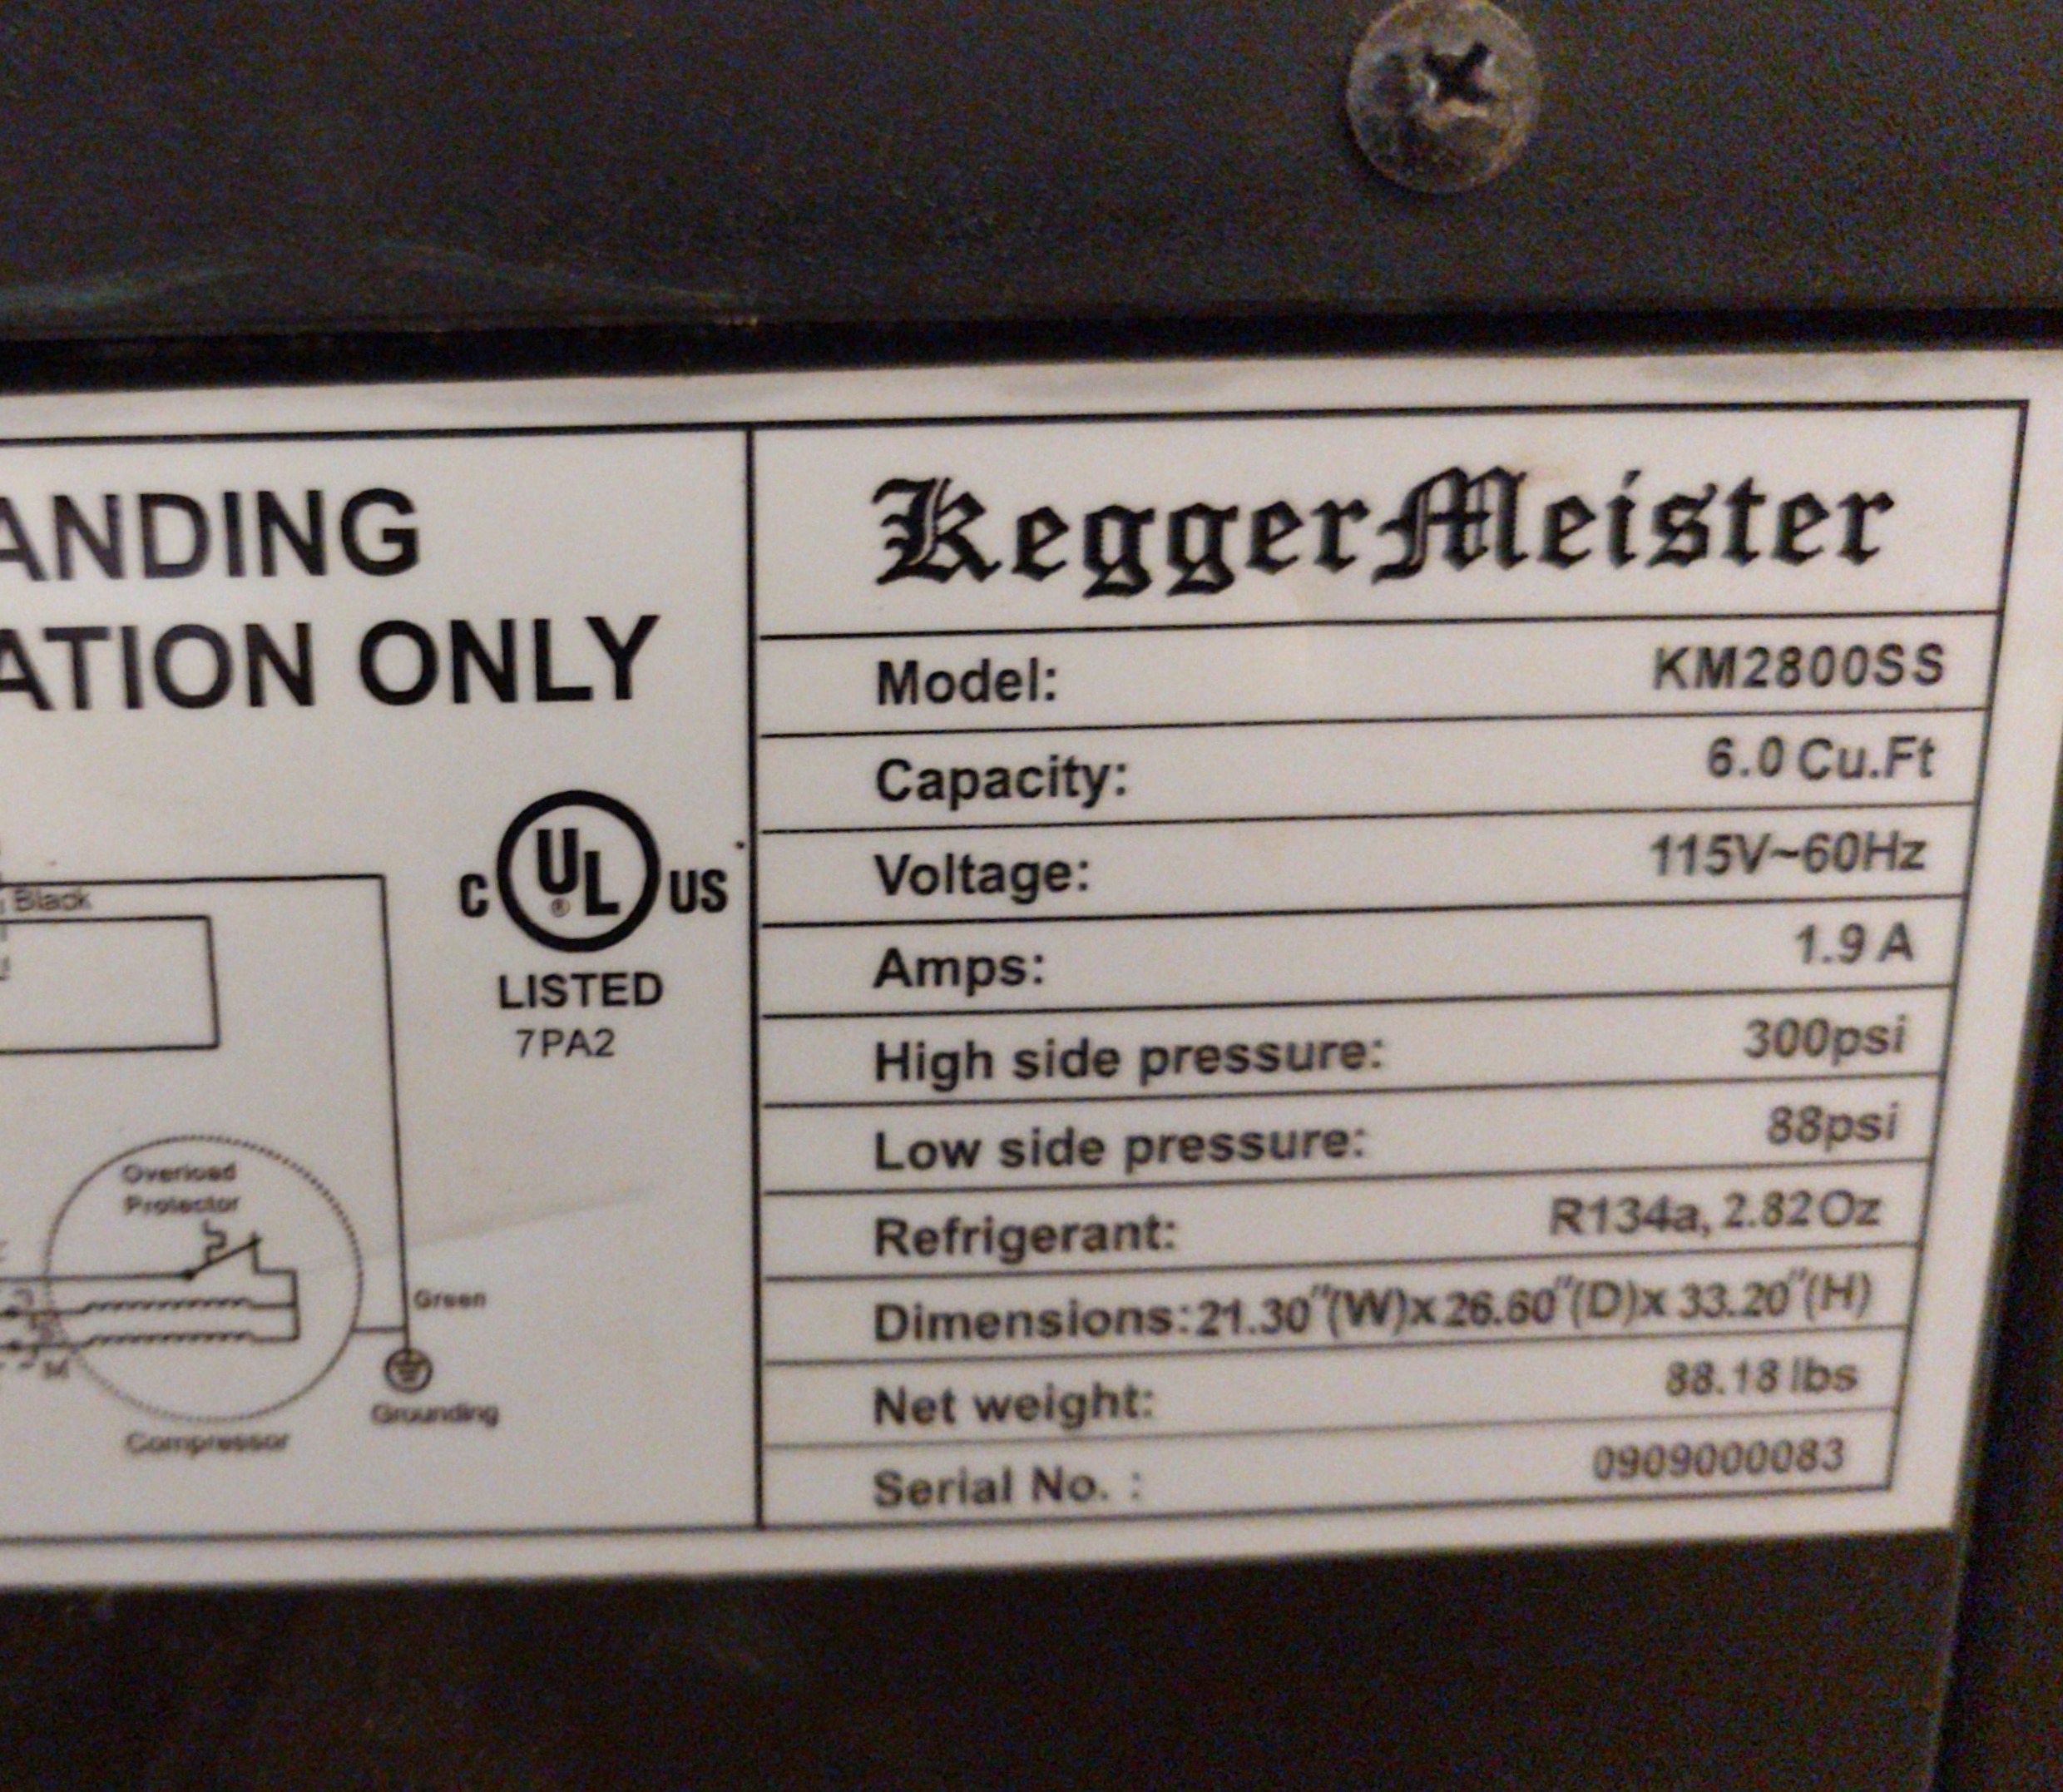 ANDING
ATION ONLY
Black
C UL ® US
LISTED
7PA2
Overload
Protector
Green
M
Grounding
Compressor
KeggerMeister
Model: KM2800SS
Capacity: 6.0 Cu.Ft
Voltage: 115V~60Hz
Amps: 1.9 A
High side pressure: 300psi
Low side pressure: 88psi
Refrigerant: R134a, 2.82 Oz
Dimensions: 21.30"(W)x 26.60"(D)x 33.20"(H)
Net weight: 88.18 lbs
Serial No. : 0909000083